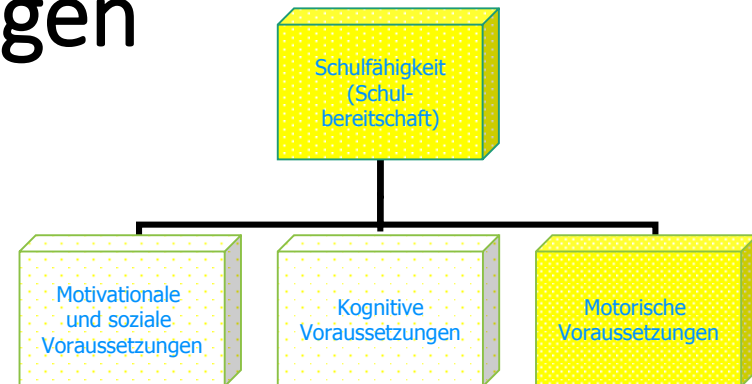 gen
Schulfähigkeit
(Schul-
bereitschaft)
Motivationale
und soziale
Voraussetzungen
Kognitive
Voraussetzungen
Motorische
Voraussetzungen